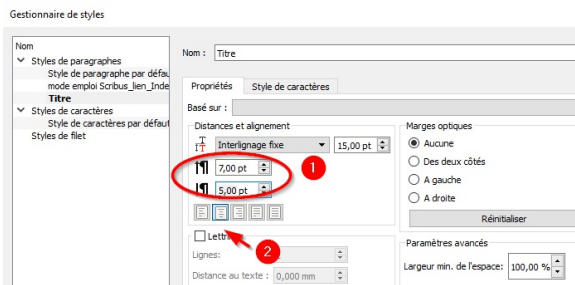 Gestionnaire de styles
Nom
Styles de paragraphes
Style de paragraphe par défau
mode emploi Scribus_lien_Inde
Titre
Styles de caractères
Style de caractères par défaut
Styles de filet
Nom : Titre
Propriétés Style de caractères
Basé sur :
Distances et alignement
Interlignage fixe 15,00 pt
7,00 pt 1
5,00 pt
2
Lettri
Lignes:
Distance au texte : 0,000 mm
Marges optiques
Aucune
Des deux côtés
A gauche
A droite
Réinitialiser
Paramètres avancés
Largeur min. de l'espace: 100,00 %